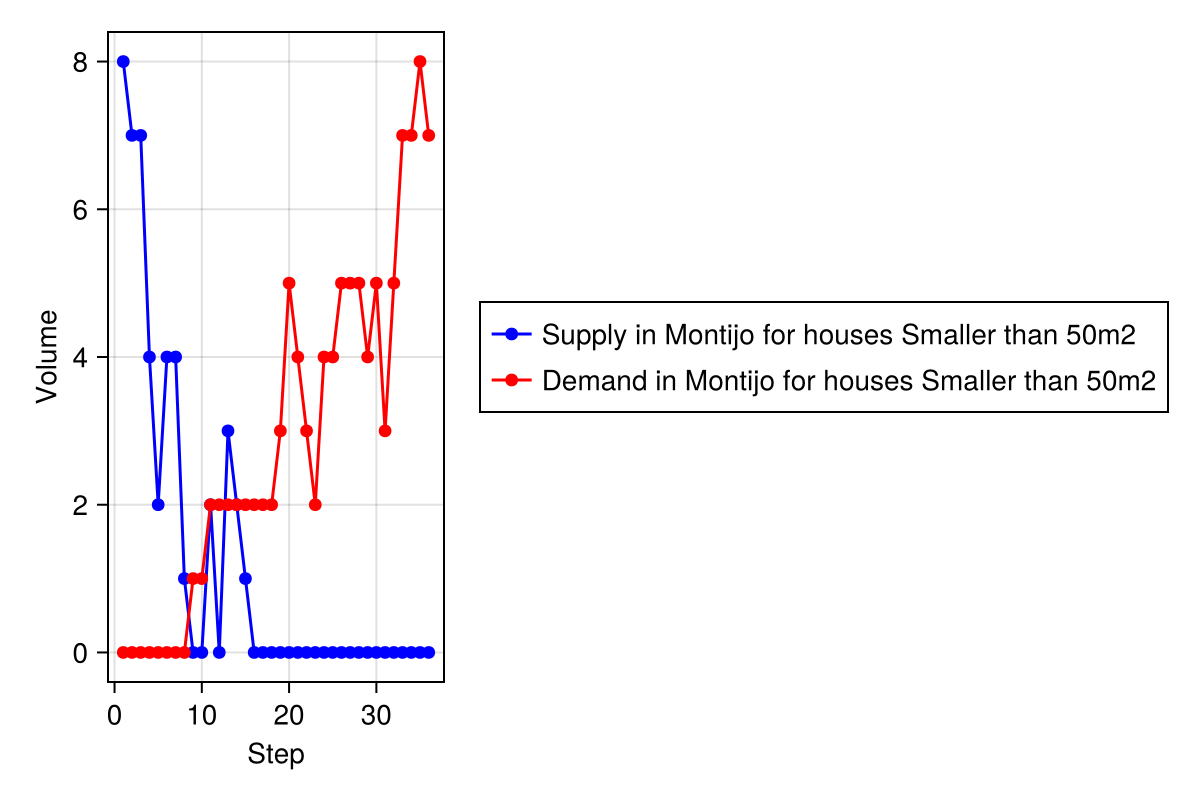 8
6
4
2
0
Volume
0 10 20 30
Step
Supply in Montijo for houses Smaller than 50m2
Demand in Montijo for houses Smaller than 50m2